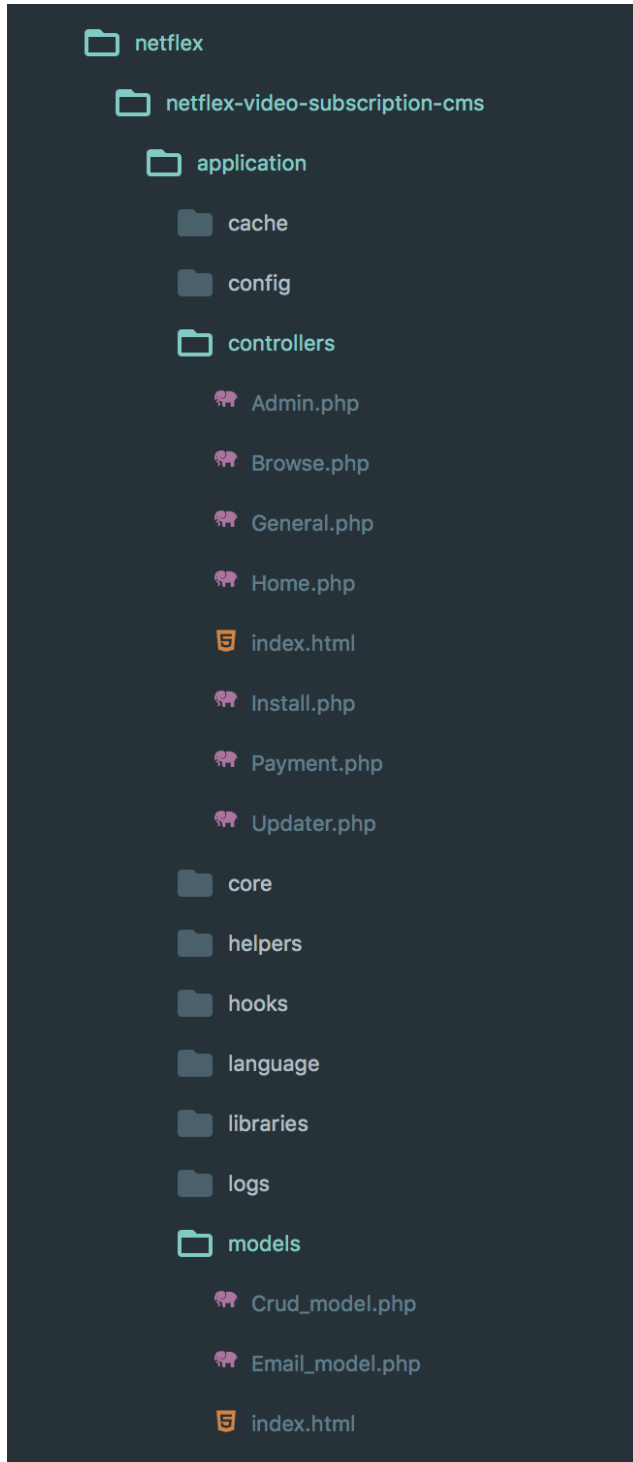 netflex
netflex-video-subscription-cms
application
cache
config
controllers
Admin.php
Browse.php
General.php
Home.php
index.html
Install.php
Payment.php
Updater.php
core
helpers
hooks
language
libraries
logs
models
Crud_model.php
Email_model.php
index.html